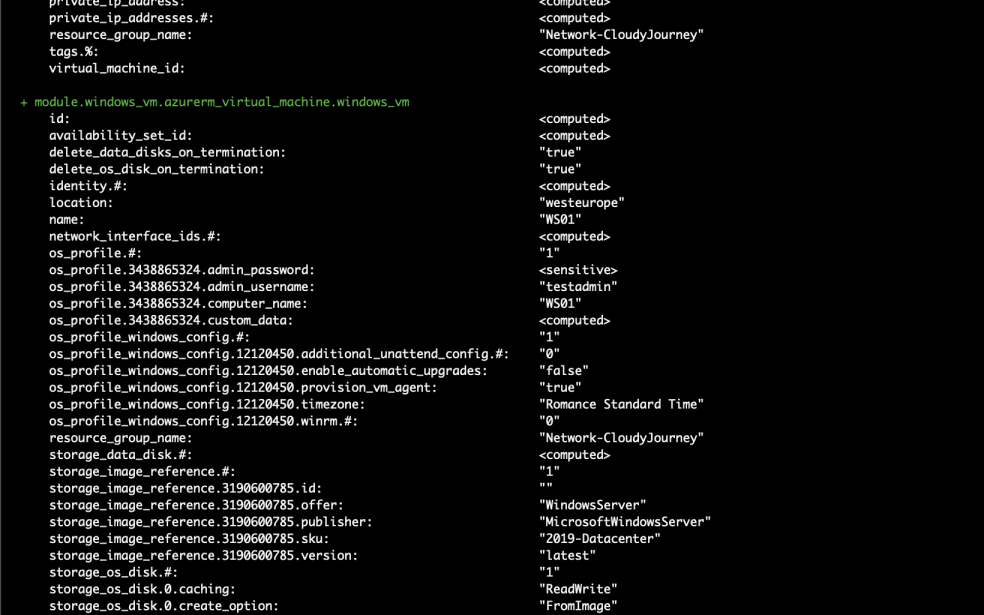 private_ip_address: <computed>
private_ip_addresses.#: <computed>
resource_group_name: "Network-CloudyJourney"
tags.%: <computed>
virtual_machine_id: <computed>
+ module.windows_vm.azurerm_virtual_machine.windows_vm
id: <computed>
availability_set_id: <computed>
delete_data_disks_on_termination: "true"
delete_os_disk_on_termination: "true"
identity.#: <computed>
location: "westeurope"
name: "WS01"
network_interface_ids.#: <computed>
os_profile.#: "1"
os_profile.3438865324.admin_password: <sensitive>
os_profile.3438865324.admin_username: "testadmin"
os_profile.3438865324.computer_name: "WS01"
os_profile.3438865324.custom_data: <computed>
os_profile_windows_config.#: "1"
os_profile_windows_config.12120450.additional_unattend_config.#: "0"
os_profile_windows_config.12120450.enable_automatic_upgrades: "false"
os_profile_windows_config.12120450.provision_vm_agent: "true"
os_profile_windows_config.12120450.timezone: "Romance Standard Time"
os_profile_windows_config.12120450.winrm.#: "0"
resource_group_name: "Network-CloudyJourney"
storage_data_disk.#: <computed>
storage_image_reference.#: "1"
storage_image_reference.3190600785.id: ""
storage_image_reference.3190600785.offer: "WindowsServer"
storage_image_reference.3190600785.publisher: "MicrosoftWindowsServer"
storage_image_reference.3190600785.sku: "2019-Datacenter"
storage_image_reference.3190600785.version: "latest"
storage_os_disk.#: "1"
storage_os_disk.0.caching: "ReadWrite"
storage_os_disk.0.create_option: "FromImage"